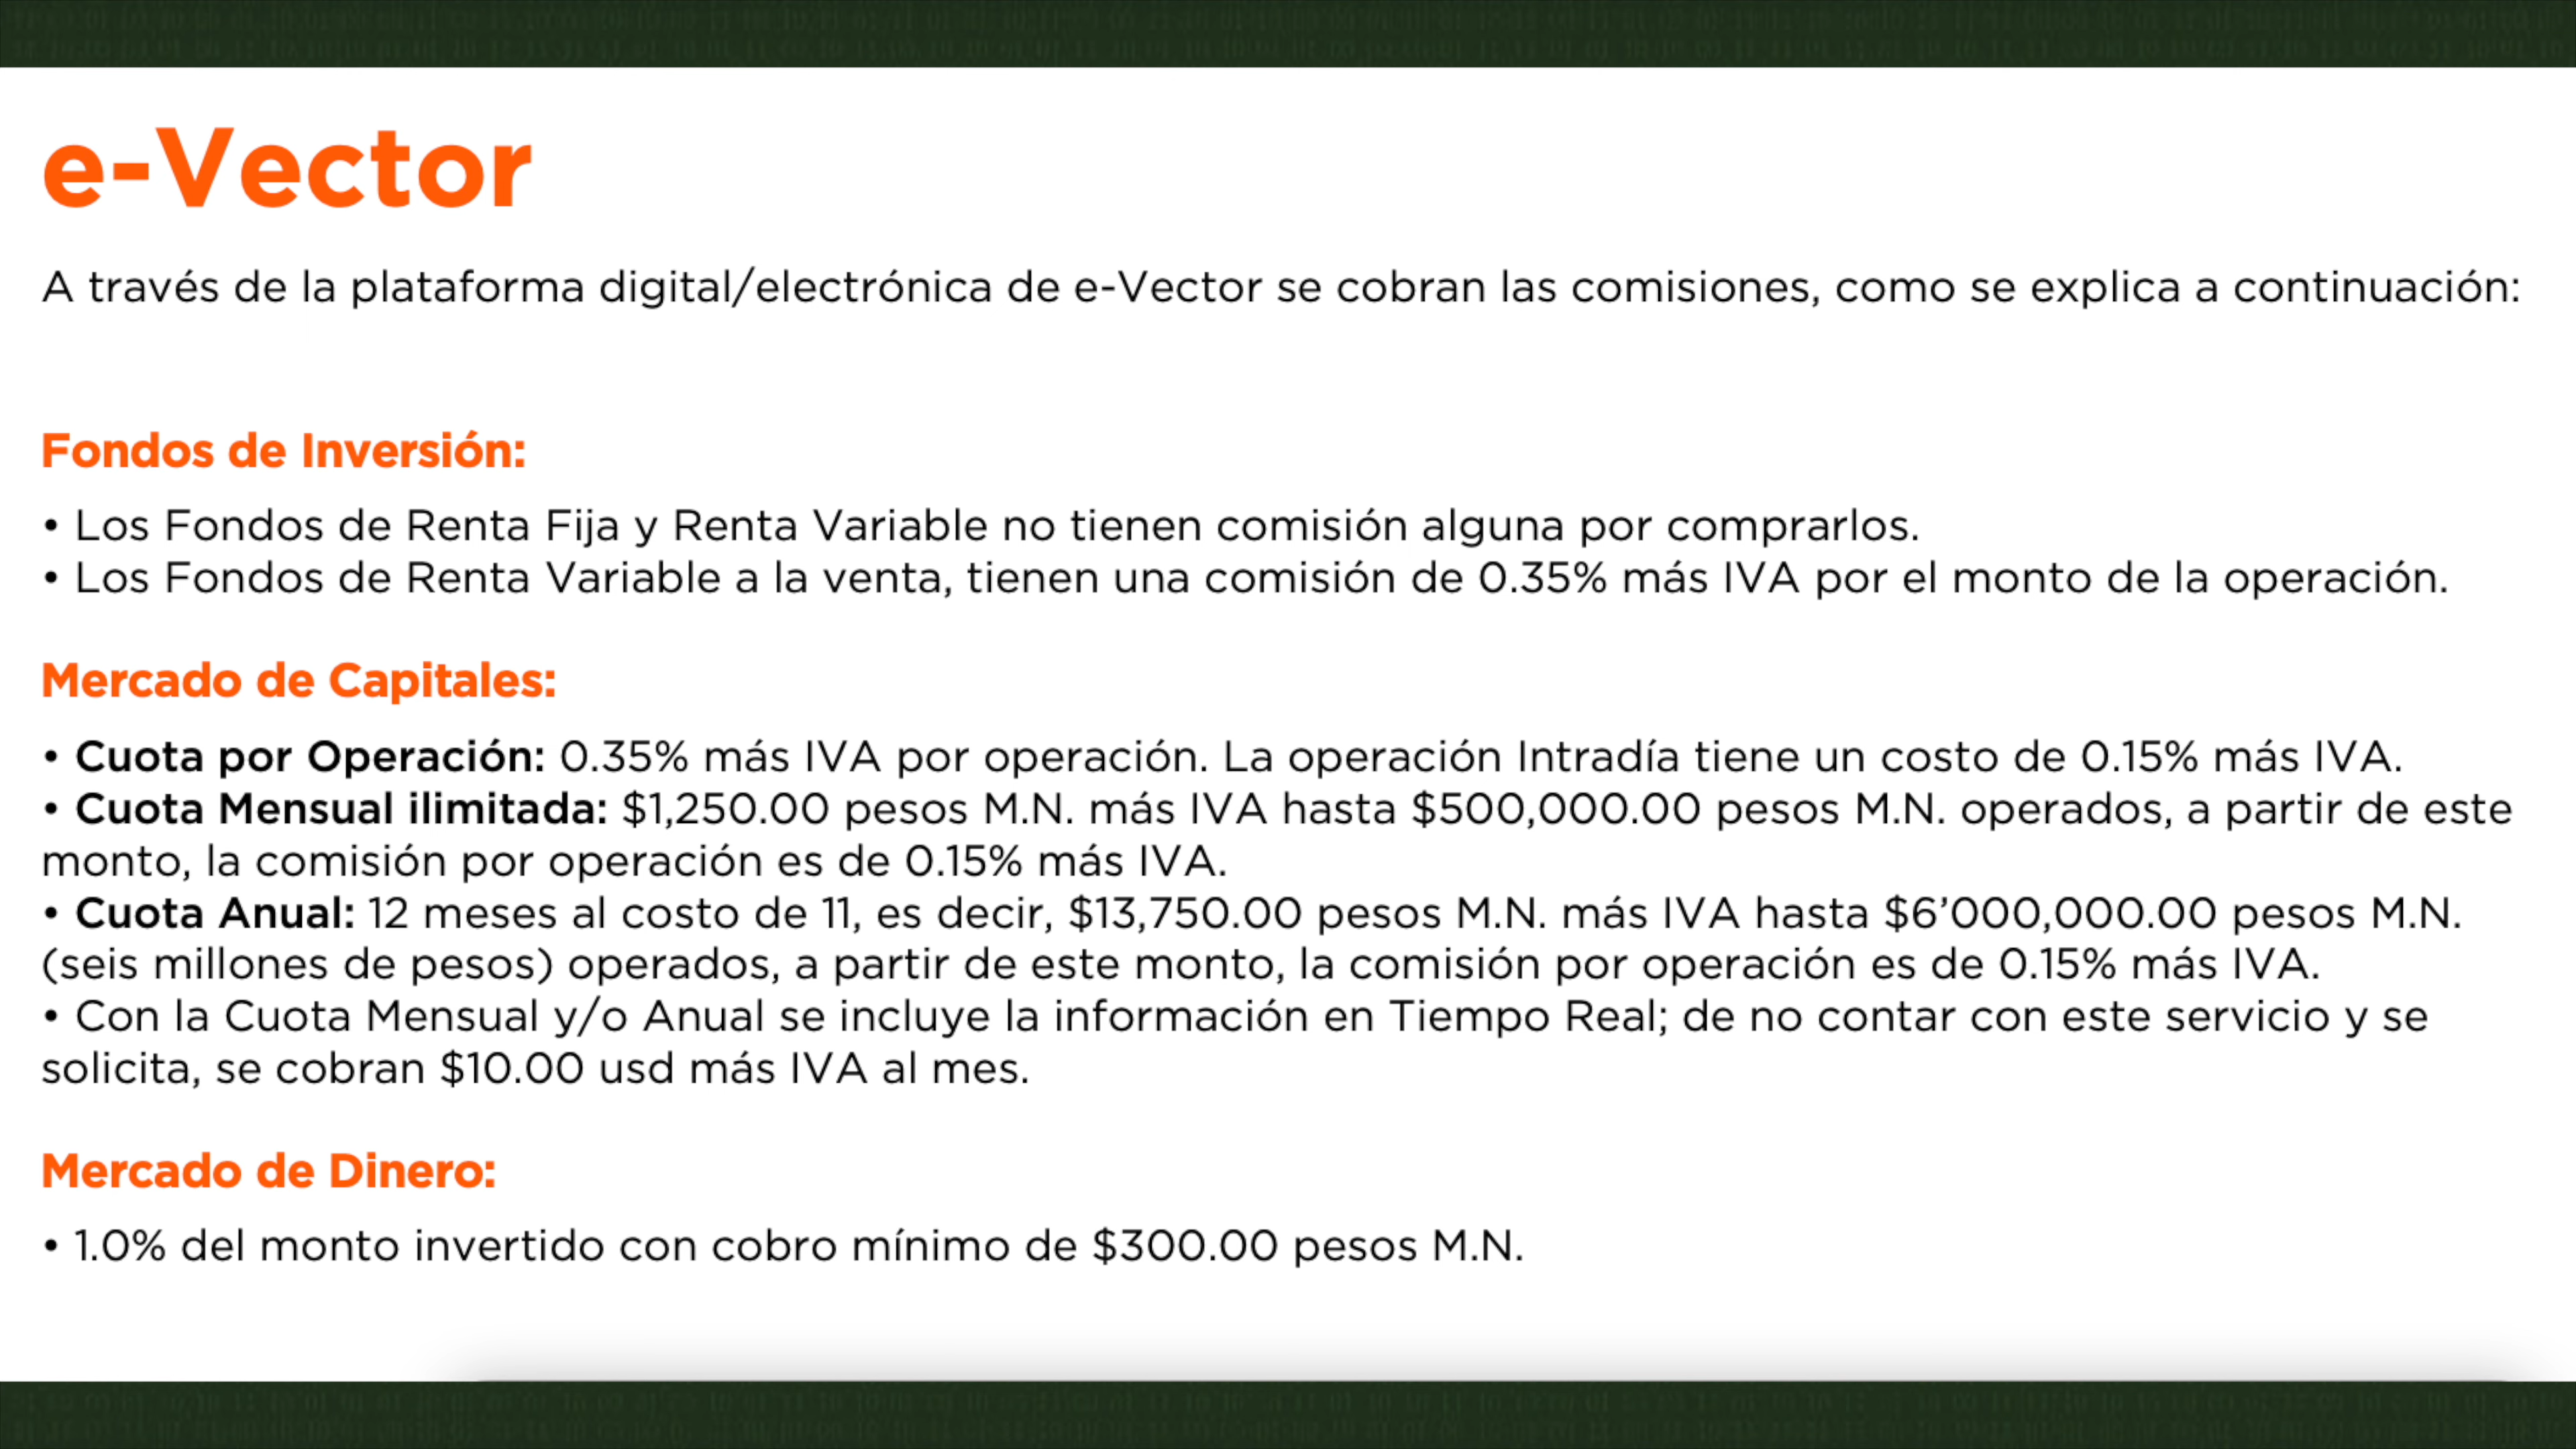 e-Vector
A través de la plataforma digital/electrónica de e-Vector se cobran las comisiones, como se explica a continuación:
Fondos de Inversión:
• Los Fondos de Renta Fija y Renta Variable no tienen comisión alguna por comprarlos.
• Los Fondos de Renta Variable a la venta, tienen una comisión de 0.35% más IVA por el monto de la operación.
Mercado de Capitales:
• Cuota por Operación: 0.35% más IVA por operación. La operación Intradía tiene un costo de 0.15% más IVA.
• Cuota Mensual ilimitada: $1,250.00 pesos M.N. más IVA hasta $500,000.00 pesos M.N. operados, a partir de este
monto, la comisión por operación es de 0.15% más IVA.
• Cuota Anual: 12 meses al costo de 11, es decir, $13,750.00 pesos M.N. más IVA hasta $6’000,000.00 pesos M.N.
(seis millones de pesos) operados, a partir de este monto, la comisión por operación es de 0.15% más IVA.
• Con la Cuota Mensual y/o Anual se incluye la información en Tiempo Real; de no contar con este servicio y se
solicita, se cobran $10.00 usd más IVA al mes.
Mercado de Dinero:
• 1.0% del monto invertido con cobro mínimo de $300.00 pesos M.N.